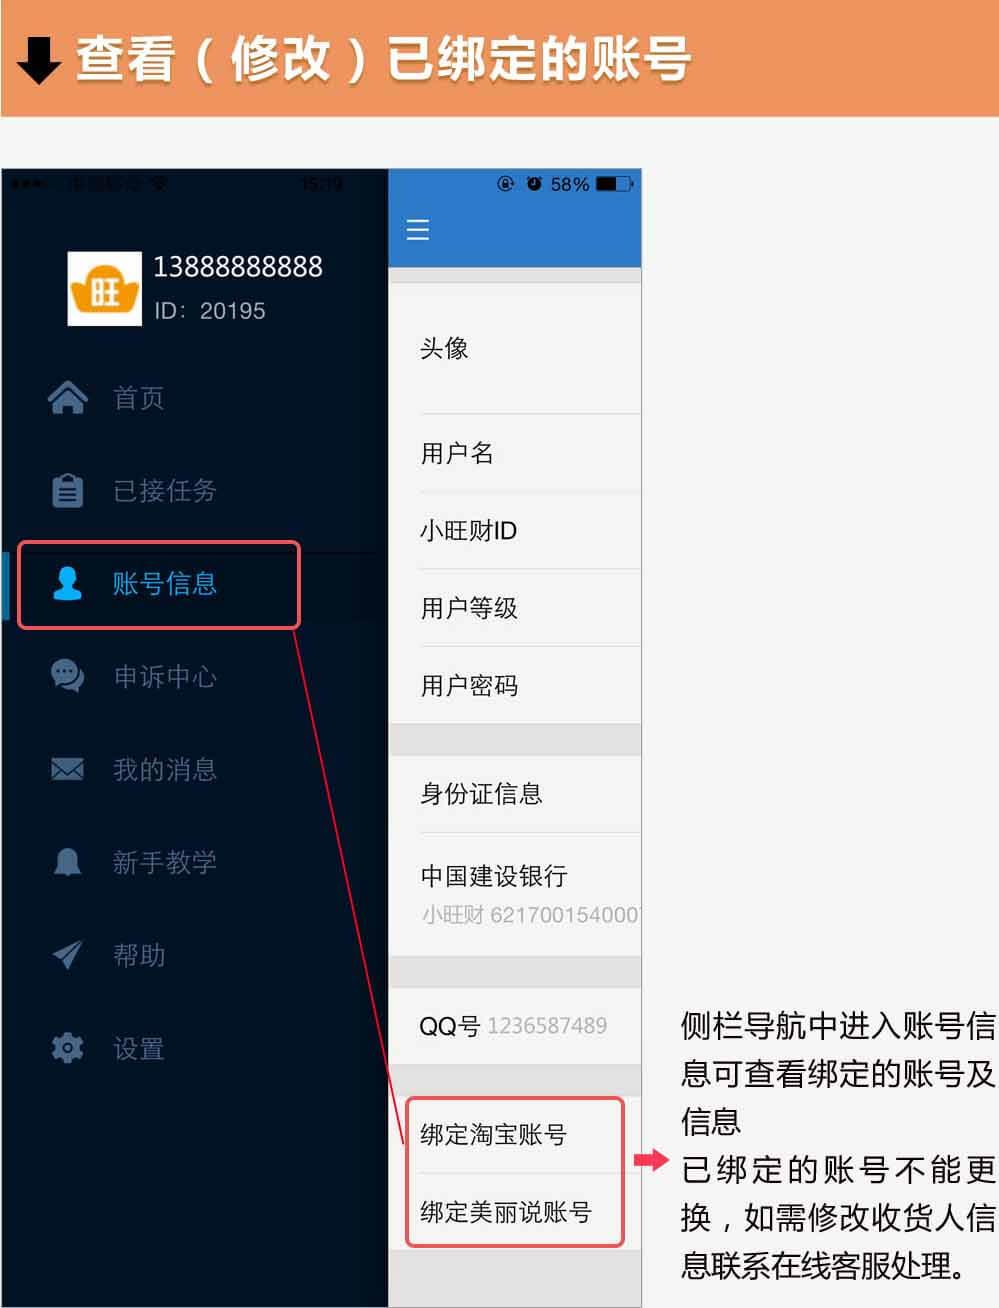 查看（修改）已绑定的账号
15:19
58%
旺
13888888888
ID：20195
首页
已接任务
账号信息
申诉中心
我的消息
新手教学
帮助
设置
头像
用户名
小旺财ID
用户等级
用户密码
身份证信息
中国建设银行
小旺财 621700154000
QQ号 1236587489
绑定淘宝账号
绑定美丽说账号
侧栏导航中进入账号信
息可查看绑定的账号及
信息
已绑定的账号不能更
换，如需修改收货人信
息联系在线客服处理。